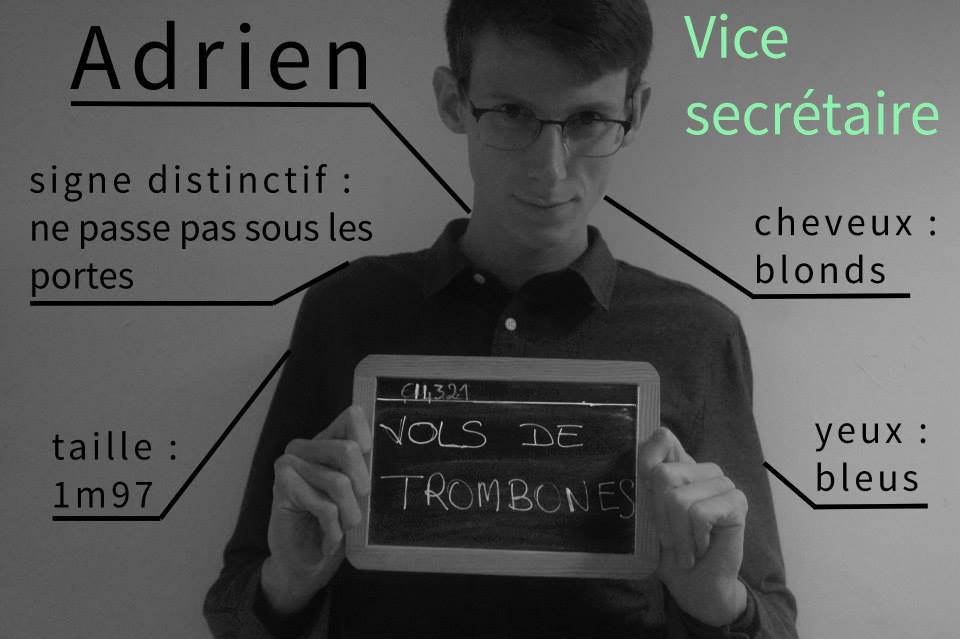 Adrien
Vice
secrétaire
signe distinctif :
ne passe pas sous les
portes
cheveux :
blonds
taille :
1m97
yeux :
bleus
VOLS DE
TROMBONES